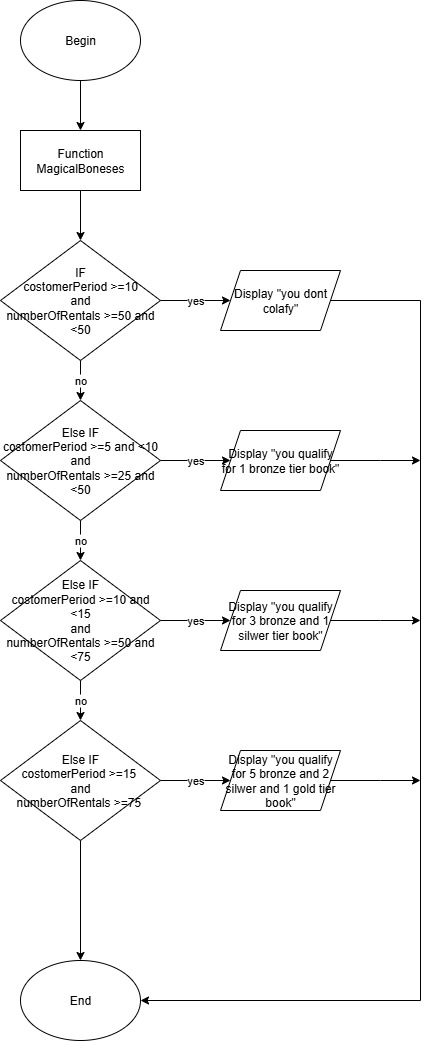 Begin
Function
MagicalBoneses
IF
costomerPeriod >=10
and
numberOfRentals >=50 and
<50
yes
Display "you dont
colafy"
no
Else IF
costomerPeriod >=5 and <10
and
numberOfRentals >=25 and
<50
yes
Display "you qualify
for 1 bronze tier book"
no
Else IF
costomerPeriod >=10 and
<15
and
numberOfRentals >=50 and
<75
yes
Display "you qualify
for 3 bronze and 1
silwer tier book"
no
Else IF
costomerPeriod >=15
and
numberOfRentals >=75
yes
Display "you qualify
for 5 bronze and 2
silwer and 1 gold tier
book"
End